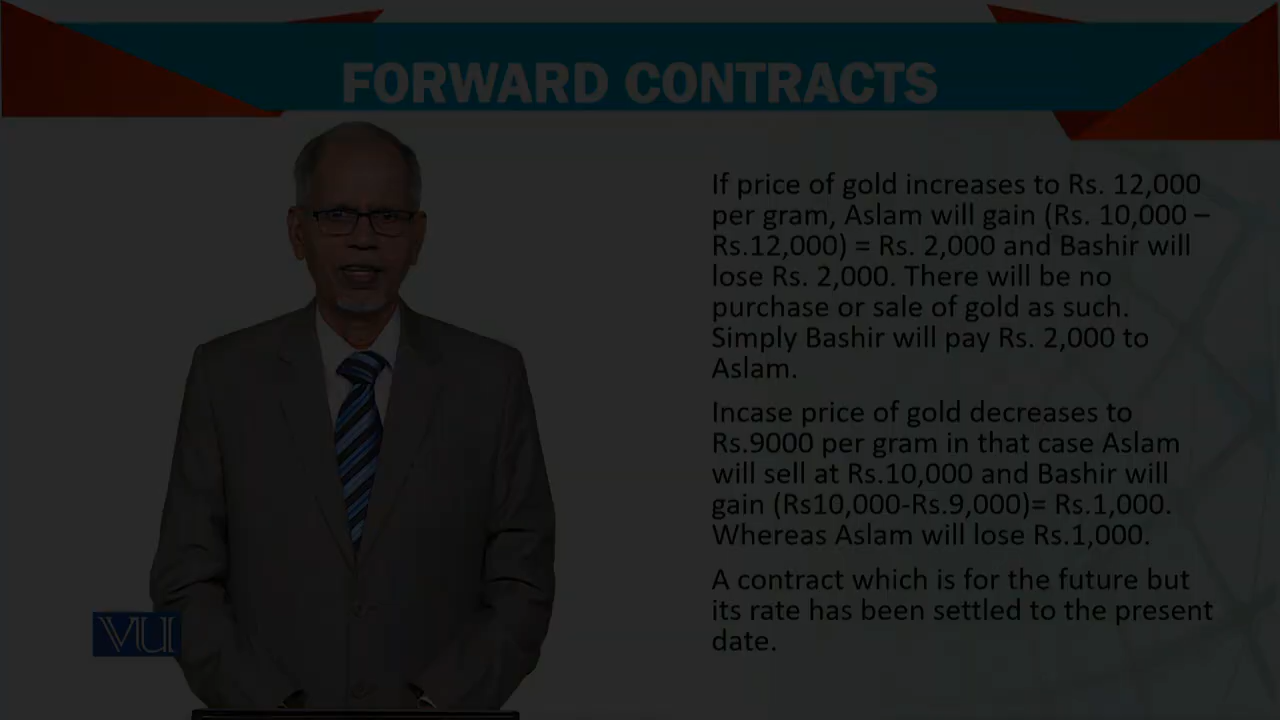 FORWARD CONTRACTS
If price of gold increases to Rs. 12,000
per gram, Aslam will gain (Rs. 10,000 –
Rs.12,000) = Rs. 2,000 and Bashir will
lose Rs. 2,000. There will be no
purchase or sale of gold as such.
Simply Bashir will pay Rs. 2,000 to
Aslam.
Incase price of gold decreases to
Rs.9000 per gram in that case Aslam
will sell at Rs.10,000 and Bashir will
gain (Rs10,000-Rs.9,000)= Rs.1,000.
Whereas Aslam will lose Rs.1,000.
A contract which is for the future but
its rate has been settled to the present
date.
VU